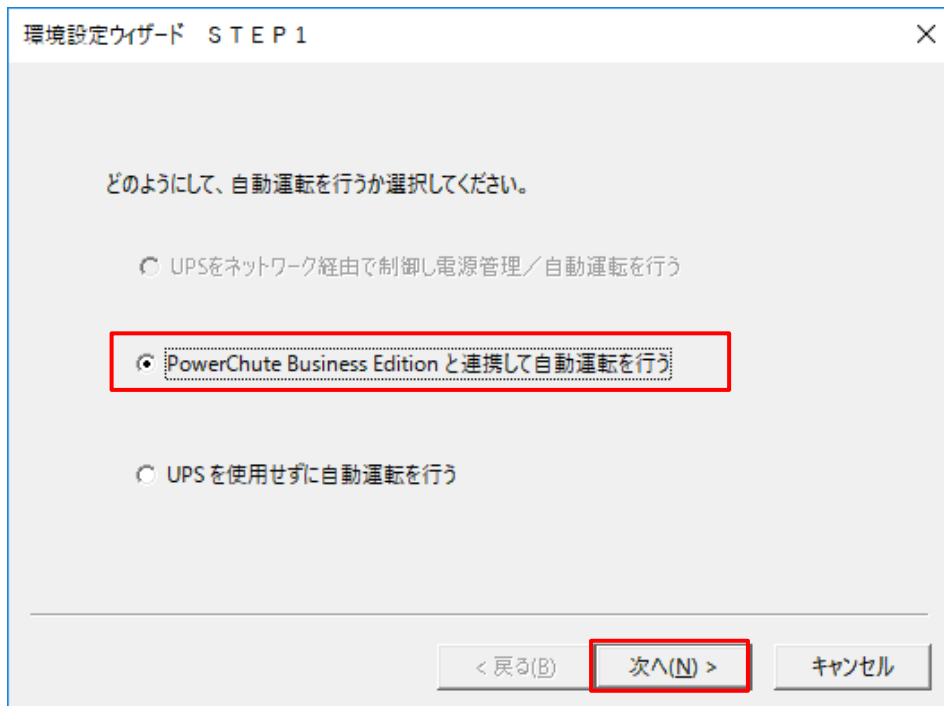 環境設定ウィザード　ＳＴＥＰ１
どのようにして、自動運転を行うか選択してください。
UPSをネットワーク経由で制御し電源管理／自動運転を行う
PowerChute Business Edition と連携して自動運転を行う
UPS を使用せずに自動運転を行う
< 戻る(B)　次へ(N) >　キャンセル